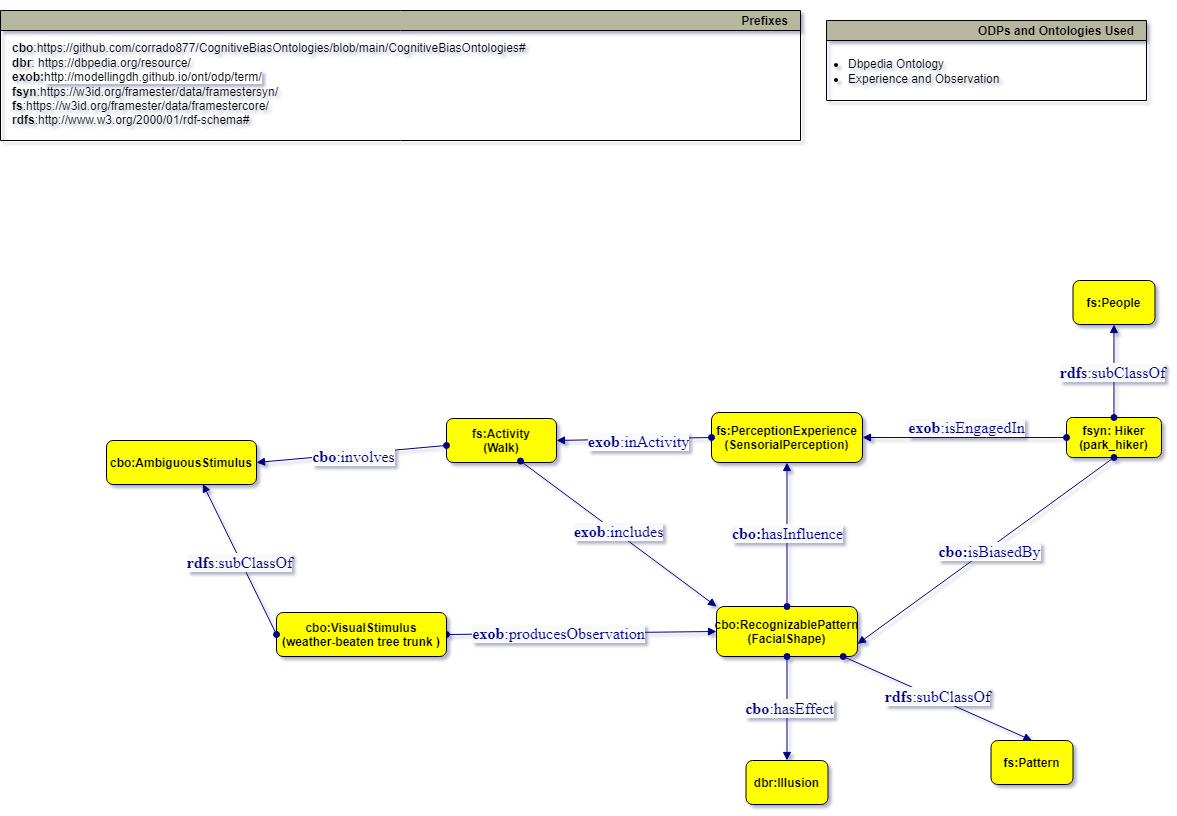 Prefixes
cbo:https://github.com/corrado877/CognitiveBiasOntologies/blob/main/CognitiveBiasOntologies#
dbr: https://dbpedia.org/resource/
exob:http://modellingdh.github.io/ont/odp/term/
fsyn:https://w3id.org/framester/data/framestersyn/
fs:https://w3id.org/framester/data/framestercore/
rdfs:http://www.w3.org/2000/01/rdf-schema#
ODPs and Ontologies Used
Dbpedia Ontology
Experience and Observation
fs:People
rdfs:subClassOf
fs:Activity
(Walk)
fs:PerceptionExperience
(SensorialPerception)
exob:isEngagedIn
fsyn: Hiker
(park_hiker)
exob:inActivity
cbo:AmbiguousStimulus
cbo:involves
exob:includes
cbo:hasInfluence
cbo:isBiasedBy
rdfs:subClassOf
cbo:VisualStimulus
(weather-beaten tree trunk )
exob:producesObservation
cbo:RecognizablePattern
(FacialShape)
rdfs:subClassOf
cbo:hasEffect
fs:Pattern
dbr:Illusion